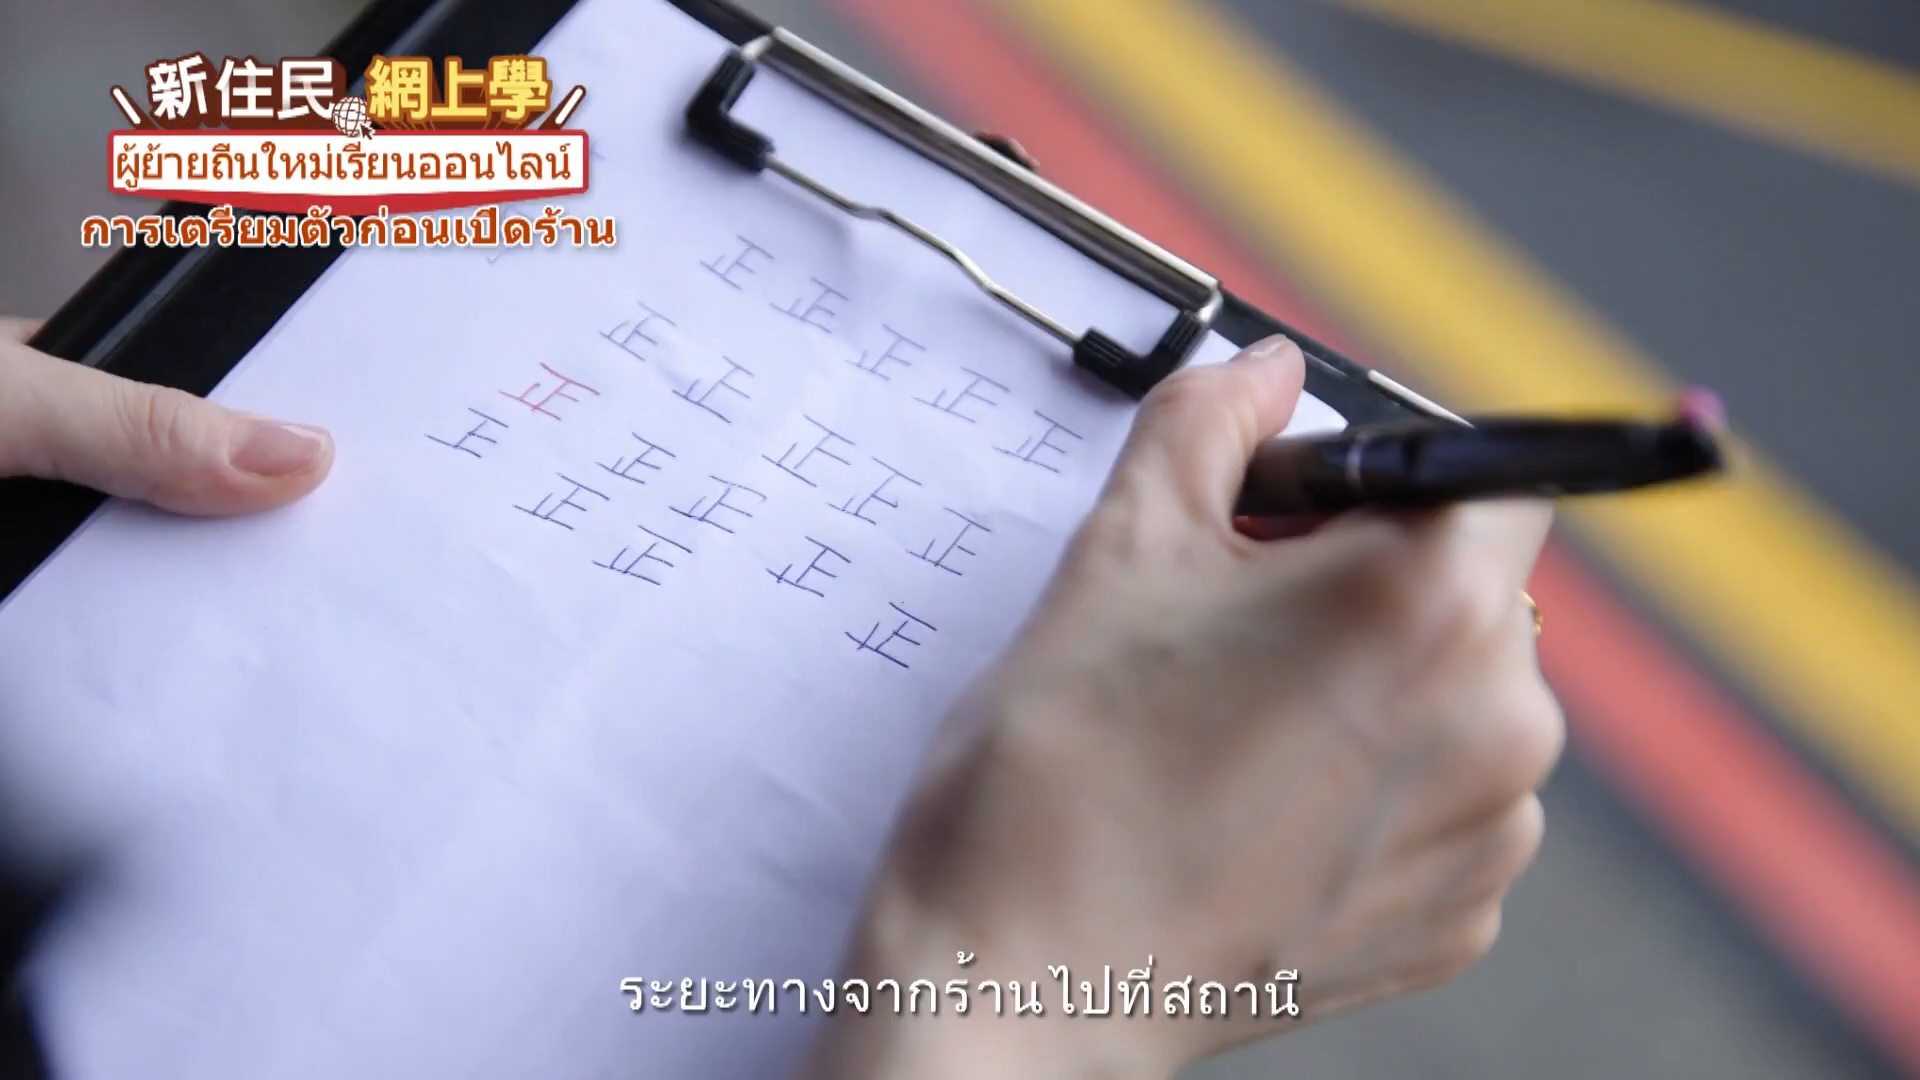 新住民 網上學
ผู้ย้ายถิ่นใหม่เรียนออนไลน์
การเตรียมตัวก่อนเปิดร้าน
正正正正正
正正正正正
正正正正正
正正正
ระยะทางจากร้านไปที่สถานี